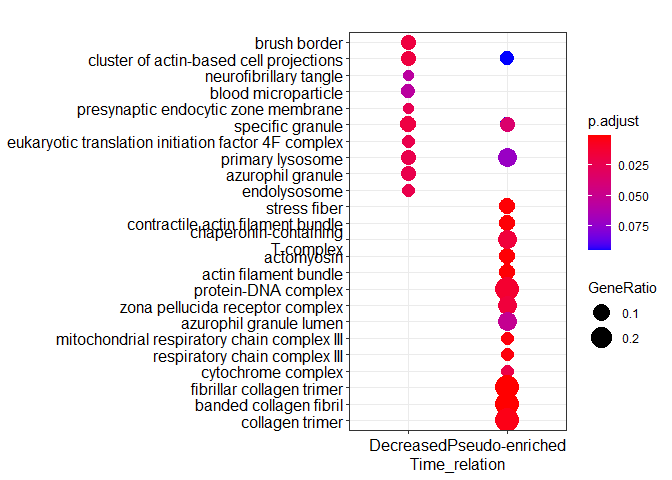 brush border
cluster of actin-based cell projections
neurofibrillary tangle
blood microparticle
presynaptic endocytic zone membrane
specific granule
eukaryotic translation initiation factor 4F complex
primary lysosome
azurophil granule
endolysosome
stress fiber
contractile actin filament bundle
chaperonin-containing
T-complex
actomyosin
actin filament bundle
protein-DNA complex
zona pellucida receptor complex
azurophil granule lumen
mitochondrial respiratory chain complex III
respiratory chain complex III
cytochrome complex
fibrillar collagen trimer
banded collagen fibril
collagen trimer
Decreased
Pseudo-enriched
Time_relation
p.adjust
0.025
0.050
0.075
GeneRatio
0.1
0.2